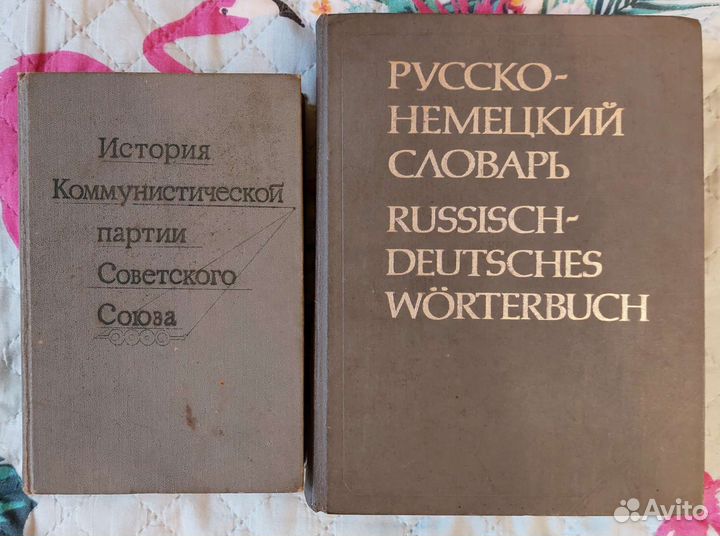 История
Коммунистической
партии
Советского
Союза
РУССКО-
НЕМЕЦКИЙ
СЛОВАРЬ
RUSSISCH-
DEUTSCHES
WÖRTERBUCH
Avito